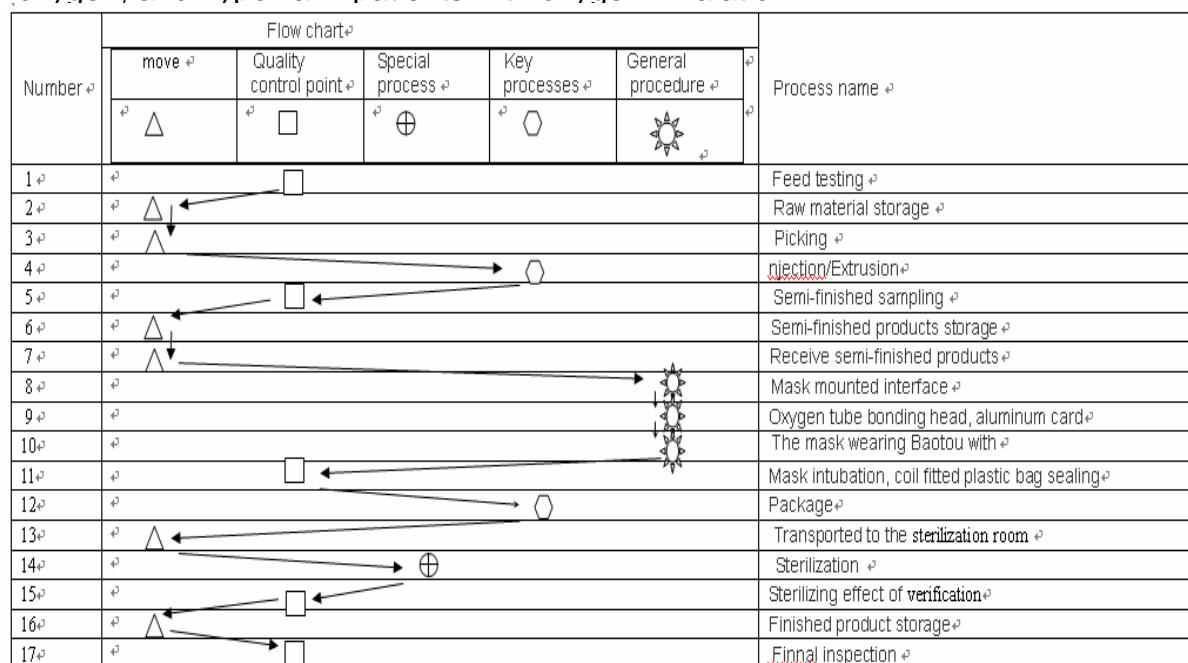 Flow chart
Number
move
Quality control point
Special process
Key processes
General procedure
Process name
1 Feed testing
2 Raw material storage
3 Picking
4 njection/Extrusion
5 Semi-finished sampling
6 Semi-finished products storage
7 Receive semi-finished products
8 Mask mounted interface
9 Oxygen tube bonding head, aluminum card
10 The mask wearing Baotou with
11 Mask intubation, coil fitted plastic bag sealing
12 Package
13 Transported to the sterilization room
14 Sterilization
15 Sterilizing effect of verification
16 Finished product storage
17 Finnal inspection